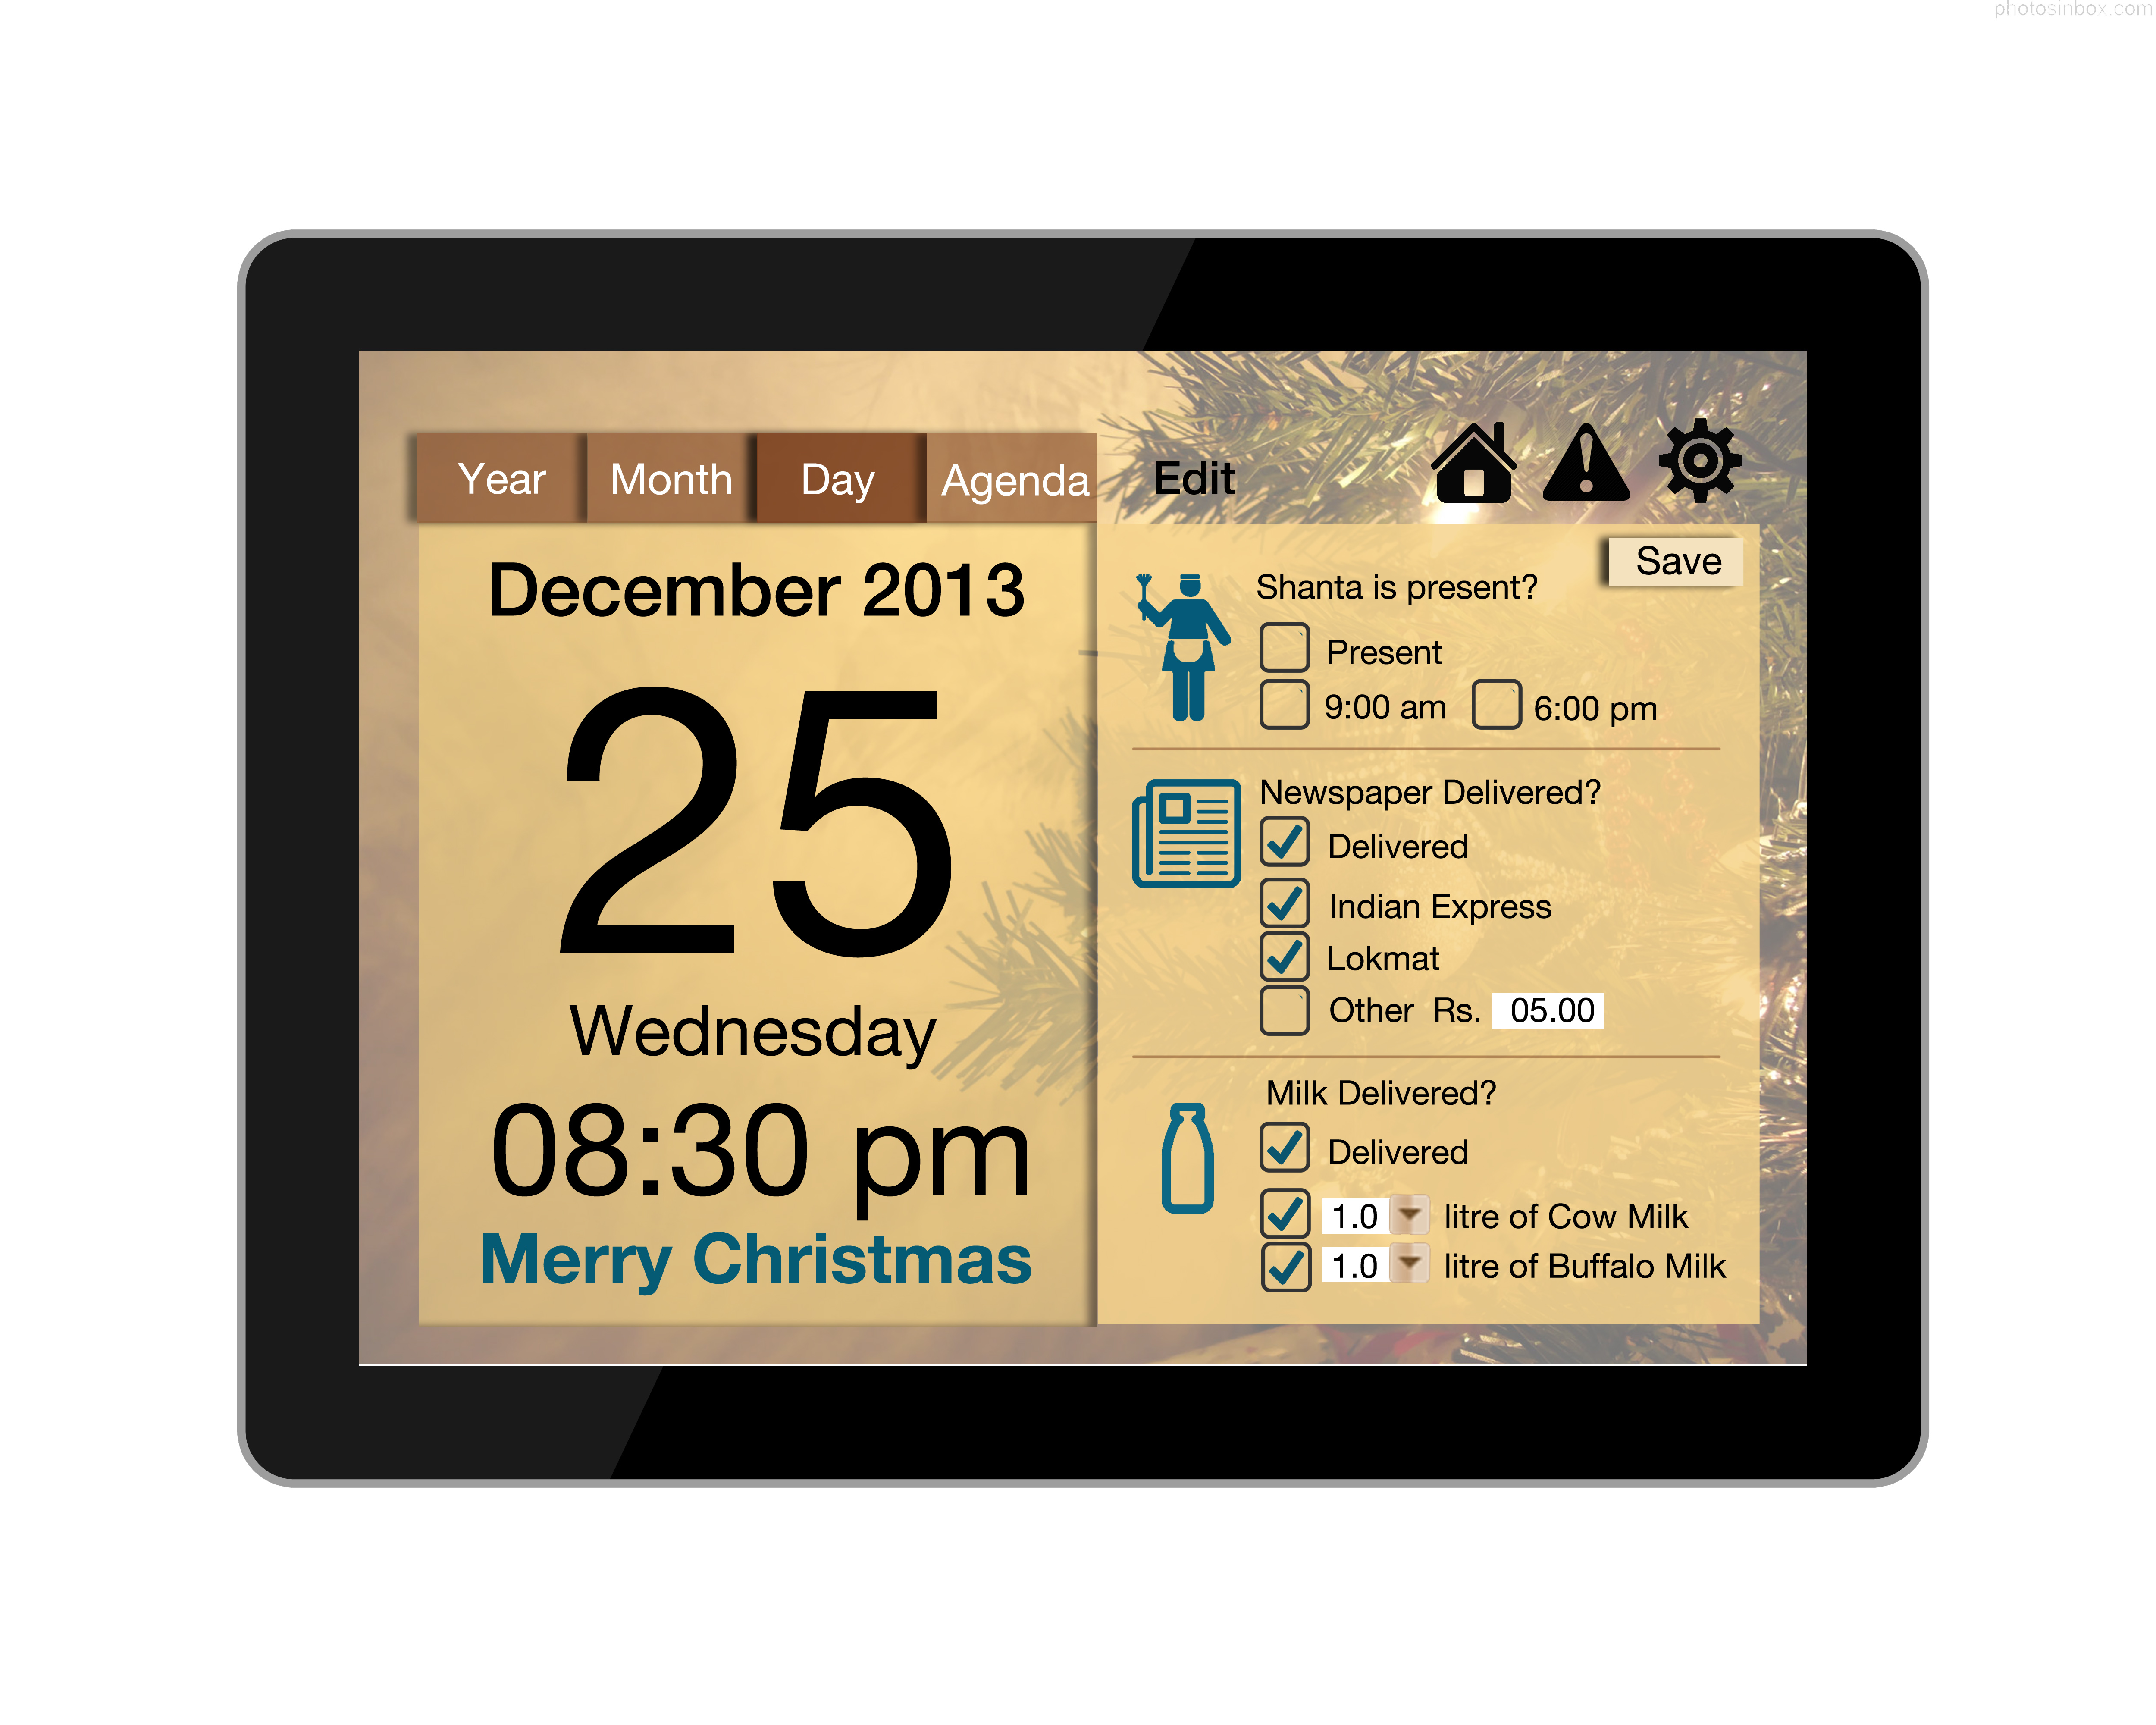 photosinbox.com
Year Month Day Agenda Edit
December 2013
25
Wednesday
08:30 pm
Merry Christmas
Save
Shanta is present?
Present
9:00 am 6:00 pm
Newspaper Delivered?
Delivered
Indian Express
Lokmat
Other Rs. 05.00
Milk Delivered?
Delivered
1.0 litre of Cow Milk
1.0 litre of Buffalo Milk